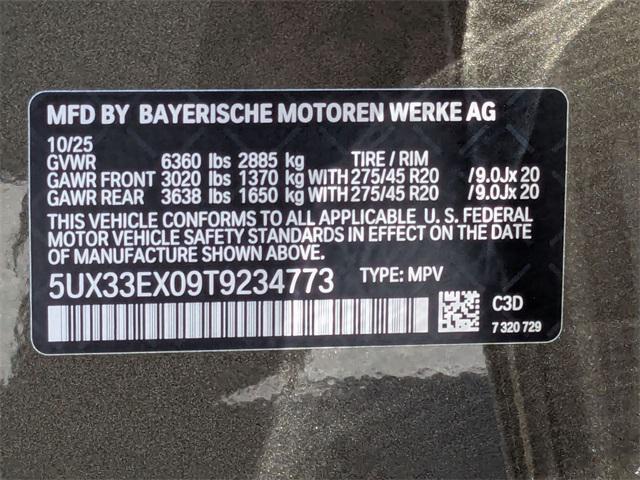 MFD BY BAYERISCHE MOTOREN WERKE AG
10/25
GVWR 6360 lbs 2885 kg TIRE / RIM
GAWR FRONT 3020 lbs 1370 kg WITH 275/45 R20 /9.0Jx 20
GAWR REAR 3638 lbs 1650 kg WITH 275/45 R20 /9.0Jx 20
THIS VEHICLE CONFORMS TO ALL APPLICABLE U. S. FEDERAL
MOTOR VEHICLE SAFETY STANDARDS IN EFFECT ON THE DATE
OF MANUFACTURE SHOWN ABOVE.
5UX33EX09T9234773 TYPE: MPV
C3D
7 320 729